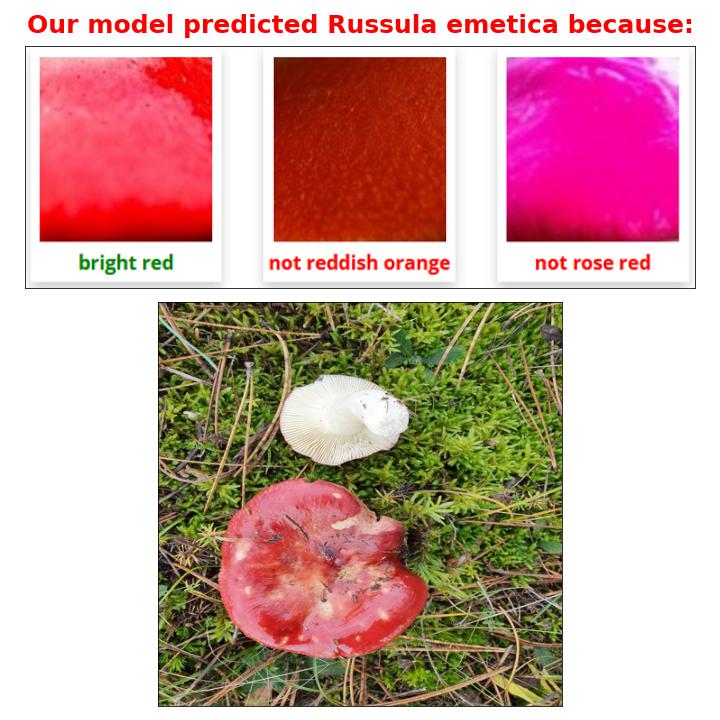 Our model predicted Russula emetica because:
bright red
not reddish orange
not rose red